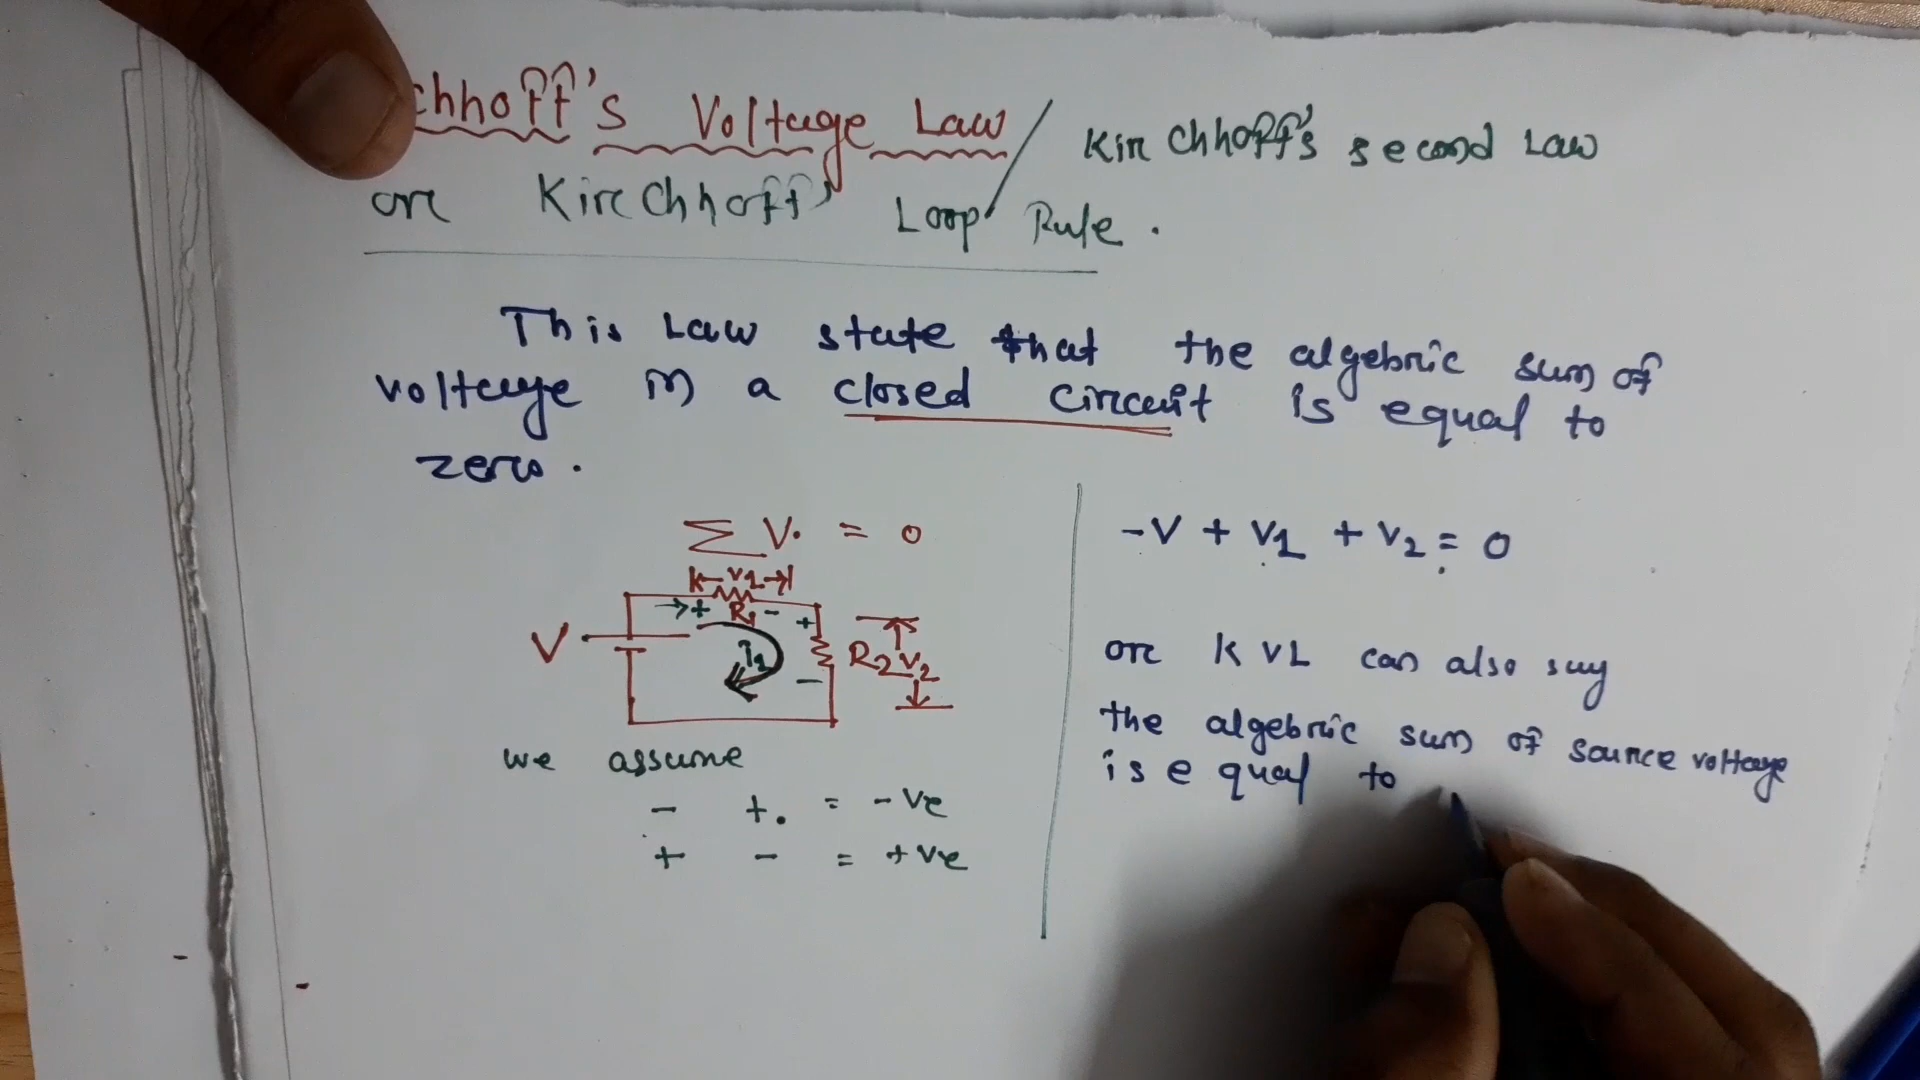 chhoff's Voltage Law / Kirchhoff's second Law
or Kirchhoff' Loop Rule.
This Law state that the algebric sum of
voltage in a closed circuit is equal to
zero.
∑ V. = 0
V1
+ R1 -
V
I1
+
-
R2
V2
we assume
- +. = -ve
+ - = +ve
-V + V1 + V2 = 0
or KVL can also say
the algebric sum of source voltage
is equal to